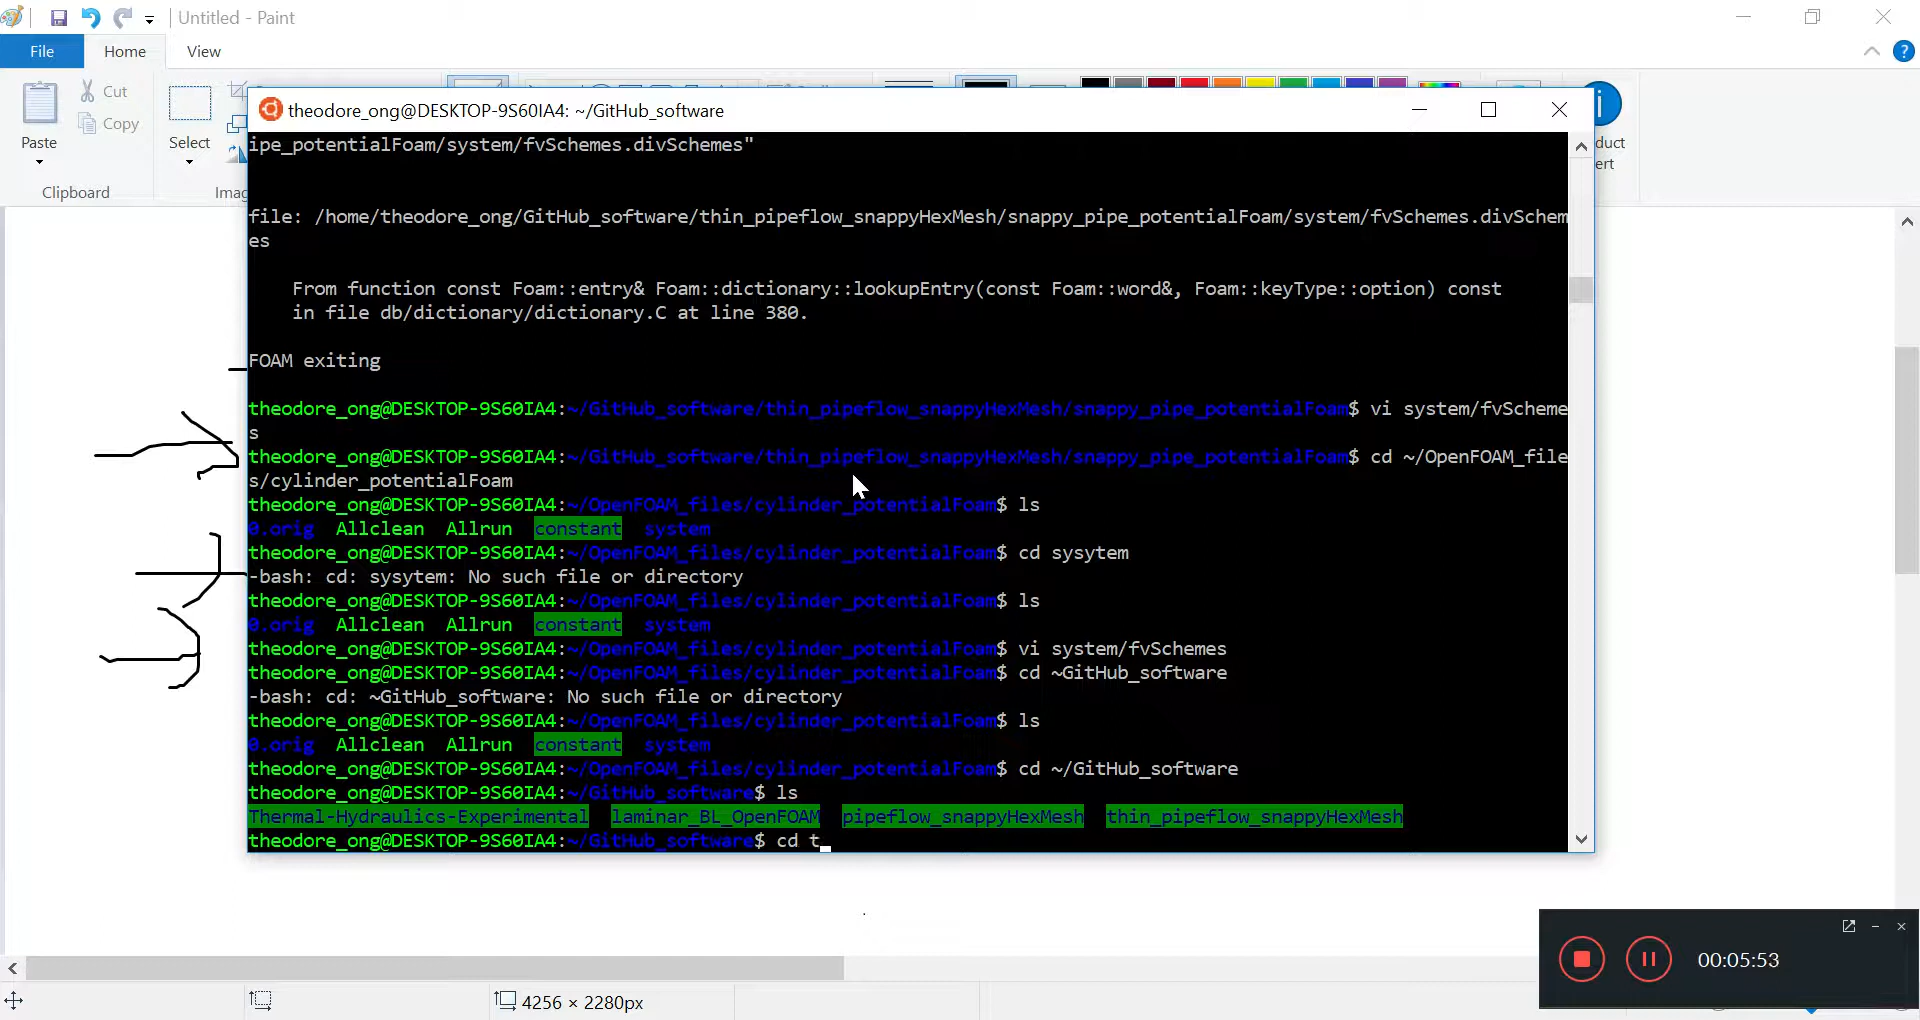 Untitled - Paint
File Home View
Paste
Cut
Copy
Clipboard
Select
theodore_ong@DESKTOP-9S60IA4: ~/GitHub_software
ipe_potentialFoam/system/fvSchemes.divSchemes"
file: /home/theodore_ong/GitHub_software/thin_pipeflow_snappyHexMesh/snappy_pipe_potentialFoam/system/fvSchemes.divSchem
es
From function const Foam::entry& Foam::dictionary::lookupEntry(const Foam::word&, Foam::keyType::option) const
in file db/dictionary/dictionary.C at line 380.
FOAM exiting
theodore_ong@DESKTOP-9S60IA4:~/GitHub_software/thin_pipeflow_snappyHexMesh/snappy_pipe_potentialFoam$ vi system/fvScheme
s
theodore_ong@DESKTOP-9S60IA4:~/GitHub_software/thin_pipeflow_snappyHexMesh/snappy_pipe_potentialFoam$ cd ~/OpenFOAM_file
s/cylinder_potentialFoam
theodore_ong@DESKTOP-9S60IA4:~/OpenFOAM_files/cylinder_potentialFoam$ ls
0.orig Allclean Allrun constant system
theodore_ong@DESKTOP-9S60IA4:~/OpenFOAM_files/cylinder_potentialFoam$ cd sysytem
-bash: cd: sysytem: No such file or directory
theodore_ong@DESKTOP-9S60IA4:~/OpenFOAM_files/cylinder_potentialFoam$ ls
0.orig Allclean Allrun constant system
theodore_ong@DESKTOP-9S60IA4:~/OpenFOAM_files/cylinder_potentialFoam$ vi system/fvSchemes
theodore_ong@DESKTOP-9S60IA4:~/OpenFOAM_files/cylinder_potentialFoam$ cd ~GitHub_software
-bash: cd: ~GitHub_software: No such file or directory
theodore_ong@DESKTOP-9S60IA4:~/OpenFOAM_files/cylinder_potentialFoam$ ls
0.orig Allclean Allrun constant system
theodore_ong@DESKTOP-9S60IA4:~/OpenFOAM_files/cylinder_potentialFoam$ cd ~/GitHub_software
theodore_ong@DESKTOP-9S60IA4:~/GitHub_software$ ls
Thermal-Hydraulics-Experimental laminar_BL_OpenFOAM pipeflow_snappyHexMesh thin_pipeflow_snappyHexMesh
theodore_ong@DESKTOP-9S60IA4:~/GitHub_software$ cd t
00:05:53
4256 × 2280px